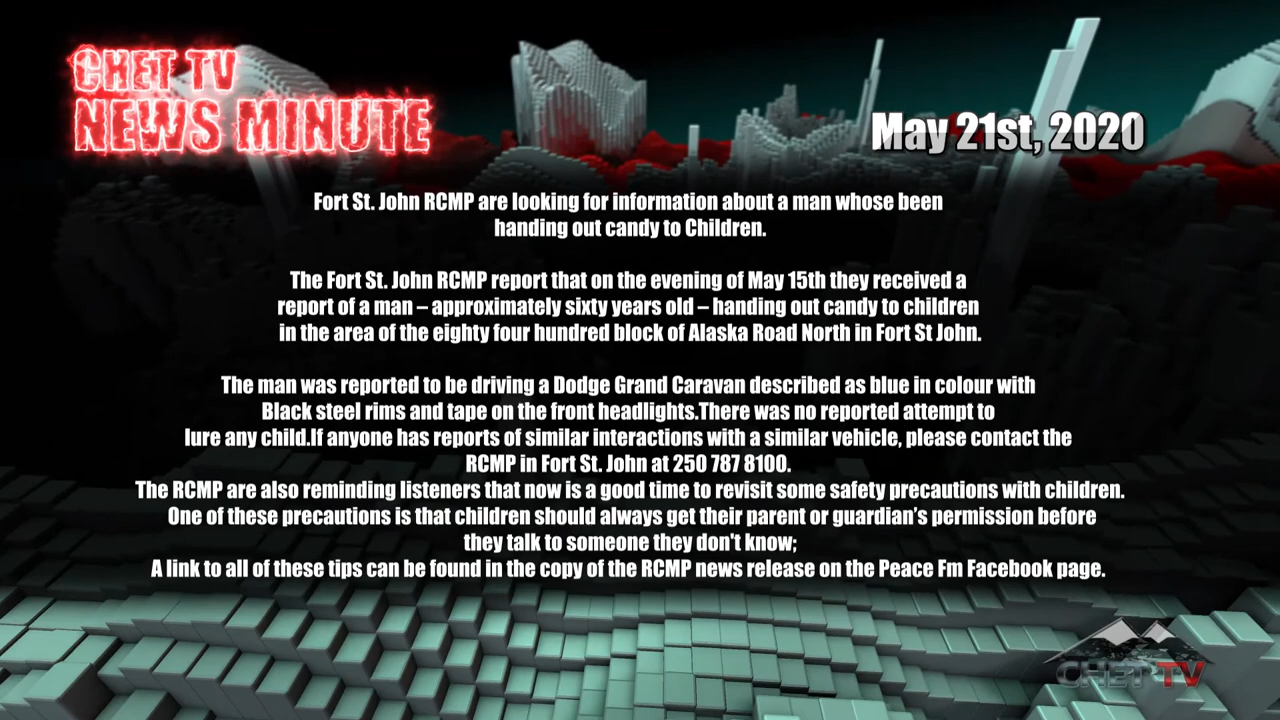 CHET TV
NEWS MINUTE
May 21st, 2020
Fort St. John RCMP are looking for information about a man whose been
handing out candy to Children.
The Fort St. John RCMP report that on the evening of May 15th they received a
report of a man – approximately sixty years old – handing out candy to children
in the area of the eighty four hundred block of Alaska Road North in Fort St John.
The man was reported to be driving a Dodge Grand Caravan described as blue in colour with
Black steel rims and tape on the front headlights.There was no reported attempt to
lure any child.If anyone has reports of similar interactions with a similar vehicle, please contact the
RCMP in Fort St. John at 250 787 8100.
The RCMP are also reminding listeners that now is a good time to revisit some safety precautions with children.
One of these precautions is that children should always get their parent or guardian’s permission before
they talk to someone they don't know;
A link to all of these tips can be found in the copy of the RCMP news release on the Peace Fm Facebook page.
CHET TV